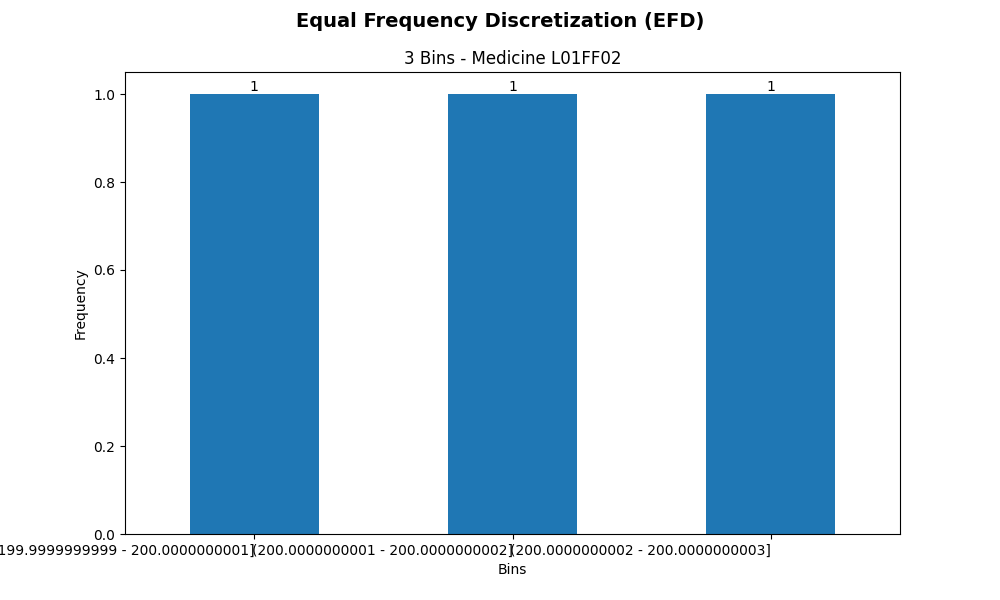 Equal Frequency Discretization (EFD)
3 Bins - Medicine L01FF02
1 1 1
1.0
0.8
0.6
0.4
0.2
0.0
Frequency
199.9999999999 - 200.0000000001] (200.0000000001 - 200.0000000002] (200.0000000002 - 200.0000000003]
Bins